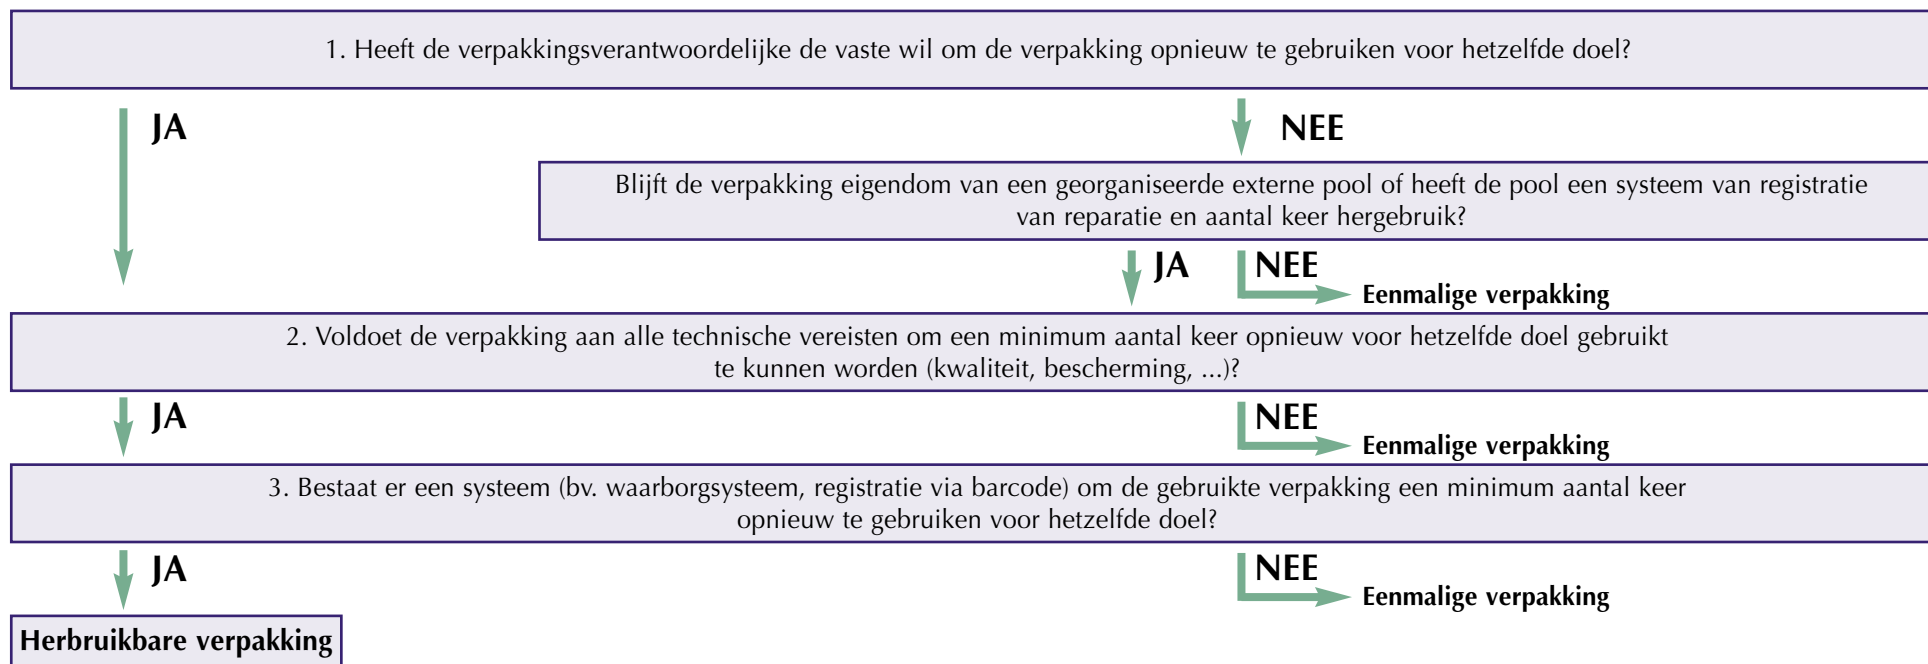 1. Heeft de verpakkingsverantwoordelijke de vaste wil om de verpakking opnieuw te gebruiken voor hetzelfde doel?
JA
NEE
Blijft de verpakking eigendom van een georganiseerde externe pool of heeft de pool een systeem van registratie
van reparatie en aantal keer hergebruik?
JA
NEE
Eenmalige verpakking
2. Voldoet de verpakking aan alle technische vereisten om een minimum aantal keer opnieuw voor hetzelfde doel gebruikt
te kunnen worden (kwaliteit, bescherming, ...)?
JA
NEE
Eenmalige verpakking
3. Bestaat er een systeem (bv. waarborgsysteem, registratie via barcode) om de gebruikte verpakking een minimum aantal keer
opnieuw te gebruiken voor hetzelfde doel?
JA
NEE
Eenmalige verpakking
Herbruikbare verpakking